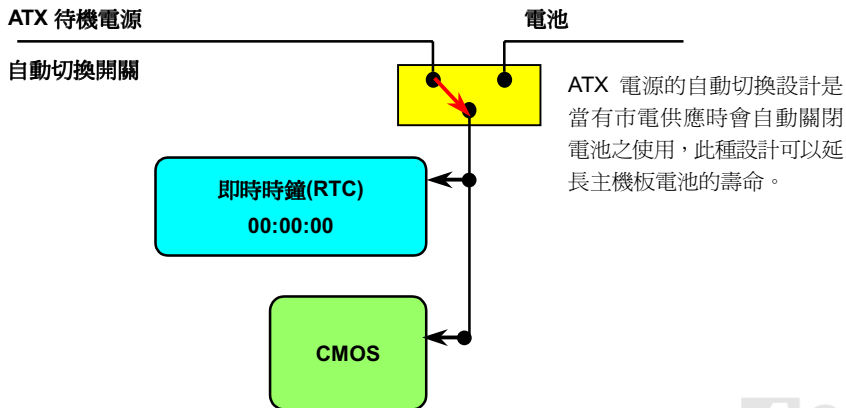 ATX 待機電源
電池
自動切換開關
ATX 電源的自動切換設計是
當有市電供應時會自動關閉
電池之使用，此種設計可以延
長主機板電池的壽命。
即時時鐘(RTC)
00:00:00
CMOS